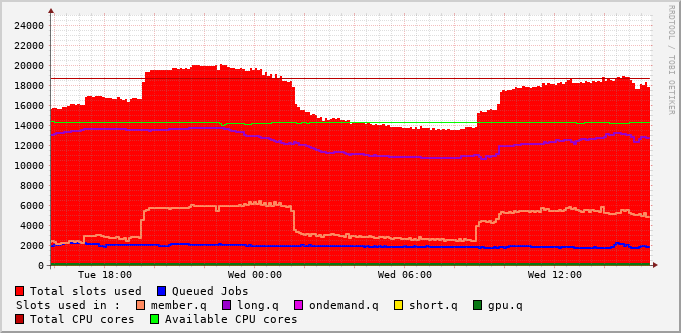 RRDTOOL / TOBI OETIKER
24000
22000
20000
18000
16000
14000
12000
10000
8000
6000
4000
2000
0
Tue 18:00 Wed 00:00 Wed 06:00 Wed 12:00
Total slots used Queued Jobs
Slots used in : member.q long.q ondemand.q short.q gpu.q
Total CPU cores Available CPU cores